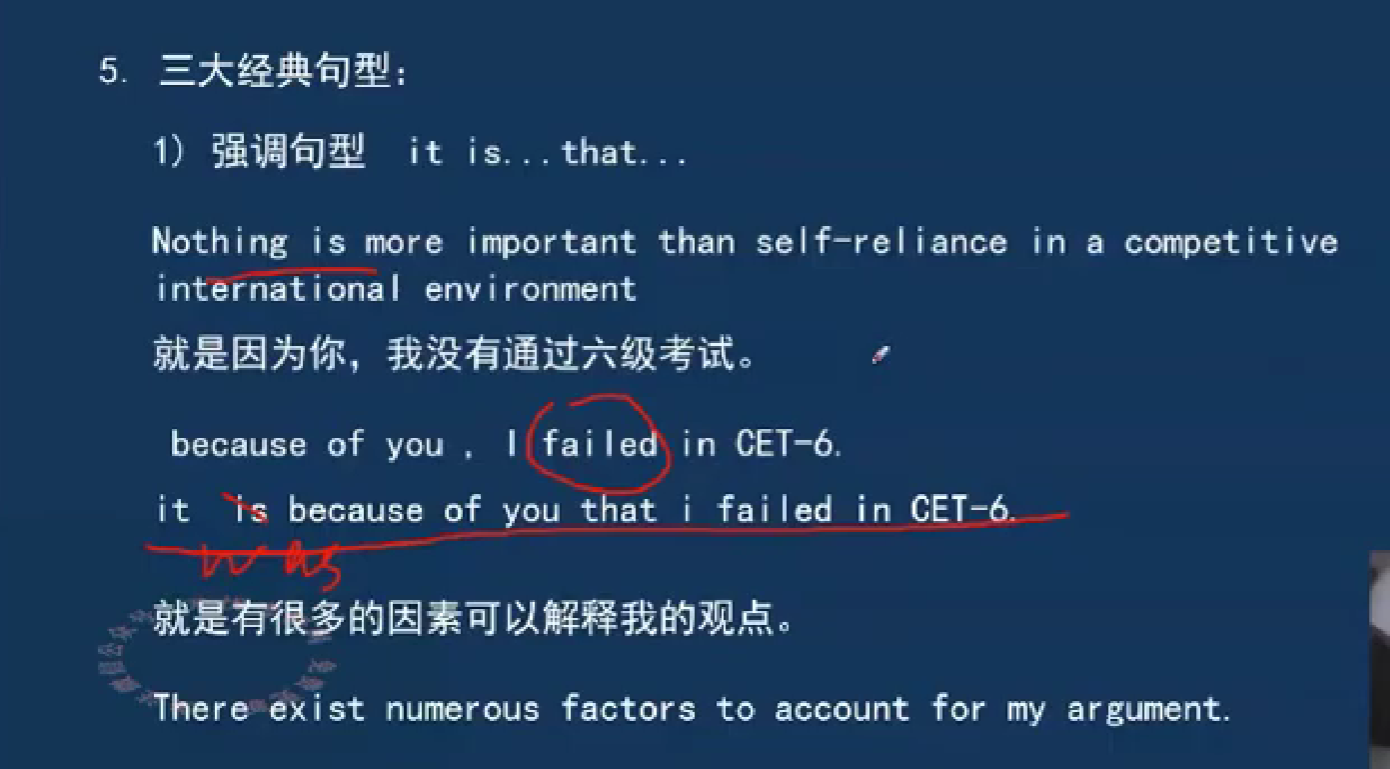 5. 三大经典句型：
1) 强调句型 it is...that...
Nothing is more important than self-reliance in a competitive
international environment
就是因为你，我没有通过六级考试。
because of you , I failed in CET-6.
it is because of you that i failed in CET-6.
was
就是有很多的因素可以解释我的观点。
There exist numerous factors to account for my argument.